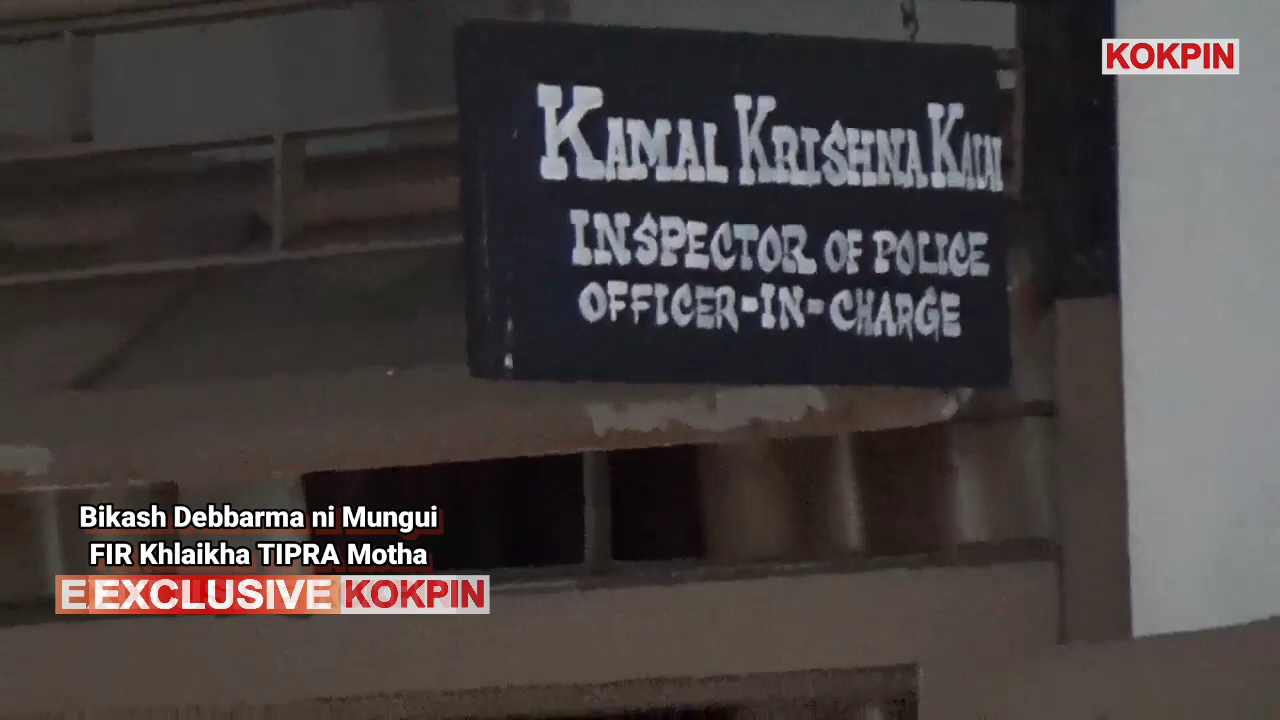 KOKPIN
KAMAL KRISHNA KALAI
INSPECTOR OF POLICE
OFFICER-IN-CHARGE
Bikash Debbarma ni Mungui
FIR Khlaikha TIPRA Motha
EXCLUSIVE KOKPIN